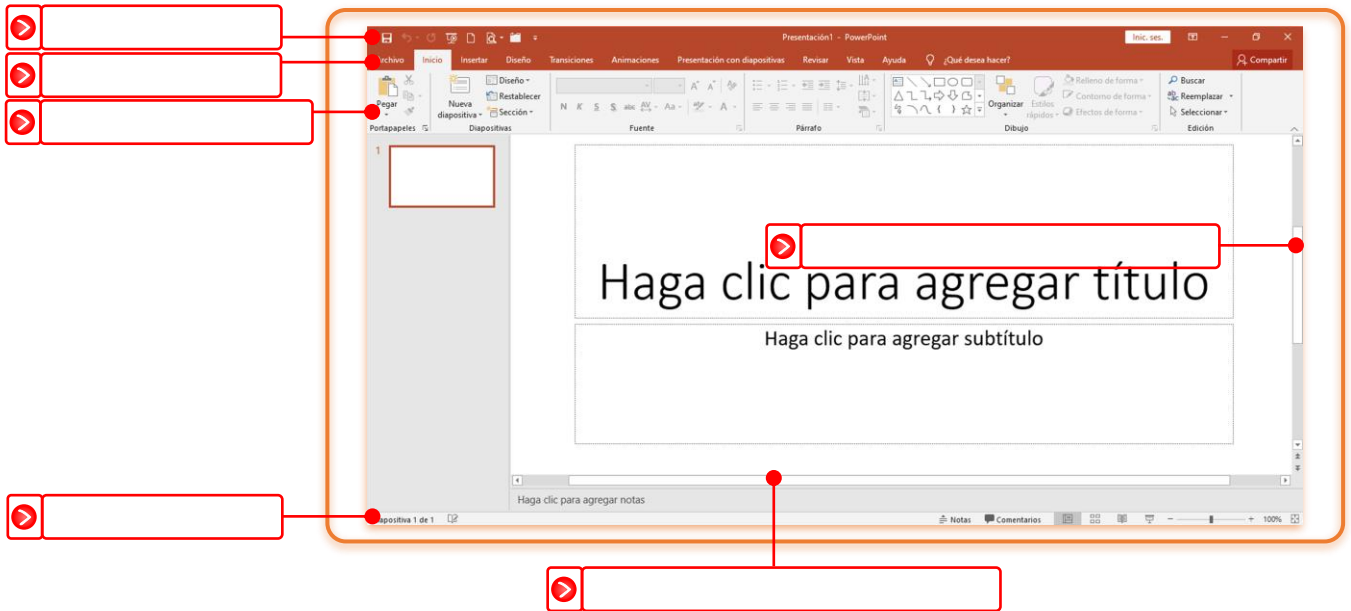 Presentación1 - PowerPoint
Inic. ses.
Archivo Inicio Insertar Diseño Transiciones Animaciones Presentación con diapositivas Revisar Vista Ayuda ¿Qué desea hacer? Compartir
Pegar
Nueva diapositiva
Diseño
Restablecer
Sección
N K S S abc AV Aa A
Organizar
Estilos rápidos
Relleno de forma
Contorno de forma
Efectos de forma
Buscar
Reemplazar
Seleccionar
Portapapeles Diapositivas Fuente Párrafo Dibujo Edición
1
Haga clic para agregar título
Haga clic para agregar subtítulo
Haga clic para agregar notas
Diapositiva 1 de 1 Notas Comentarios 100%